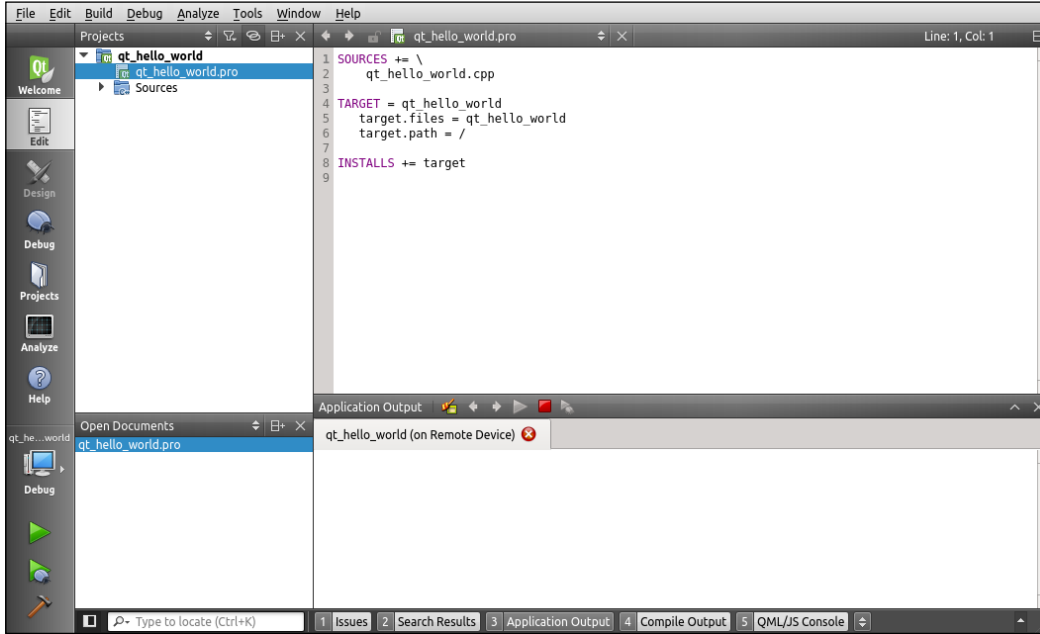 File Edit Build Debug Analyze Tools Window Help
Projects
qt_hello_world.pro
Line: 1, Col: 1
Welcome
Edit
Design
Debug
Projects
Analyze
Help
qt_he...world
Debug
qt_hello_world
qt_hello_world.pro
Sources
1 SOURCES += \
2 qt_hello_world.cpp
3
4 TARGET = qt_hello_world
5 target.files = qt_hello_world
6 target.path = /
7
8 INSTALLS += target
9
Open Documents
qt_hello_world.pro
Application Output
qt_hello_world (on Remote Device)
Type to locate (Ctrl+K)
1 Issues 2 Search Results 3 Application Output 4 Compile Output 5 QML/JS Console